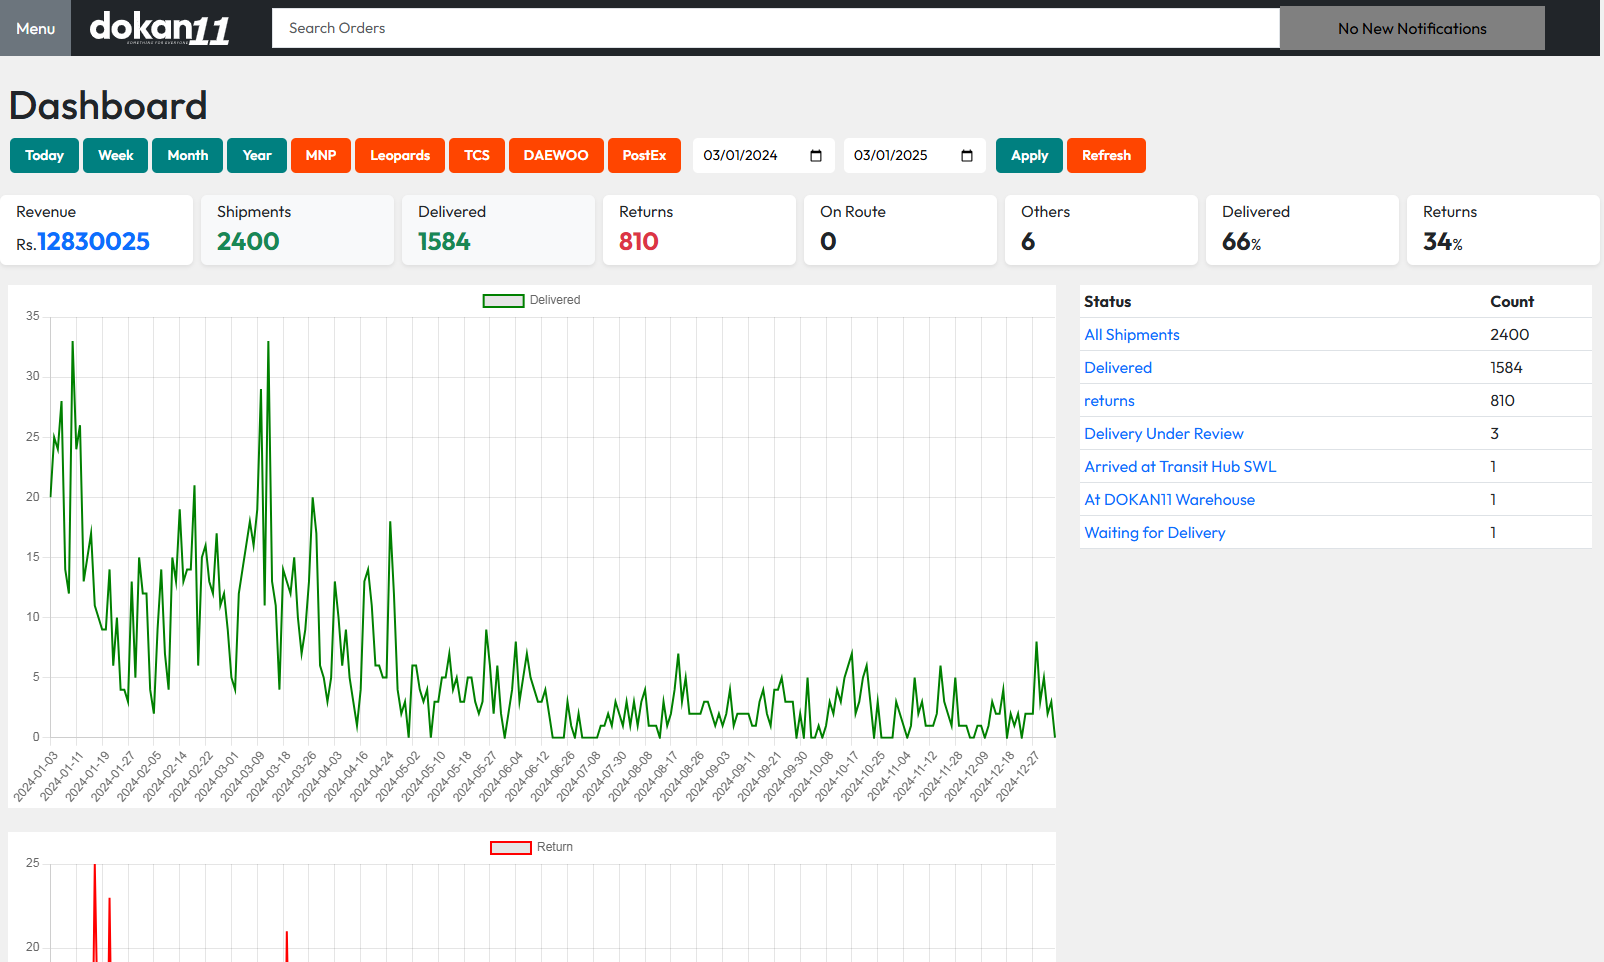 Menu
dokan11
SOMETHING FOR EVERYONE
Search Orders
No New Notifications
Dashboard
Today Week Month Year MNP Leopards TCS DAEWOO PostEx 03/01/2024 03/01/2025 Apply Refresh
Revenue Shipments Delivered Returns On Route Others Delivered Returns
Rs.12830025 2400 1584 810 0 6 66% 34%
Delivered
35
30
25
20
15
10
5
0
2024-01-03 2024-01-11 2024-01-19 2024-01-27 2024-02-05 2024-02-14 2024-02-22 2024-03-01 2024-03-09 2024-03-18 2024-03-26 2024-04-03 2024-04-16 2024-04-24 2024-05-02 2024-05-10 2024-05-18 2024-05-27 2024-06-04 2024-06-12 2024-06-26 2024-07-08 2024-07-30 2024-08-08 2024-08-17 2024-08-26 2024-09-03 2024-09-11 2024-09-21 2024-09-30 2024-10-08 2024-10-17 2024-10-25 2024-11-04 2024-11-12 2024-11-28 2024-12-09 2024-12-18 2024-12-27
Status Count
All Shipments 2400
Delivered 1584
returns 810
Delivery Under Review 3
Arrived at Transit Hub SWL 1
At DOKAN11 Warehouse 1
Waiting for Delivery 1
Return
25
20